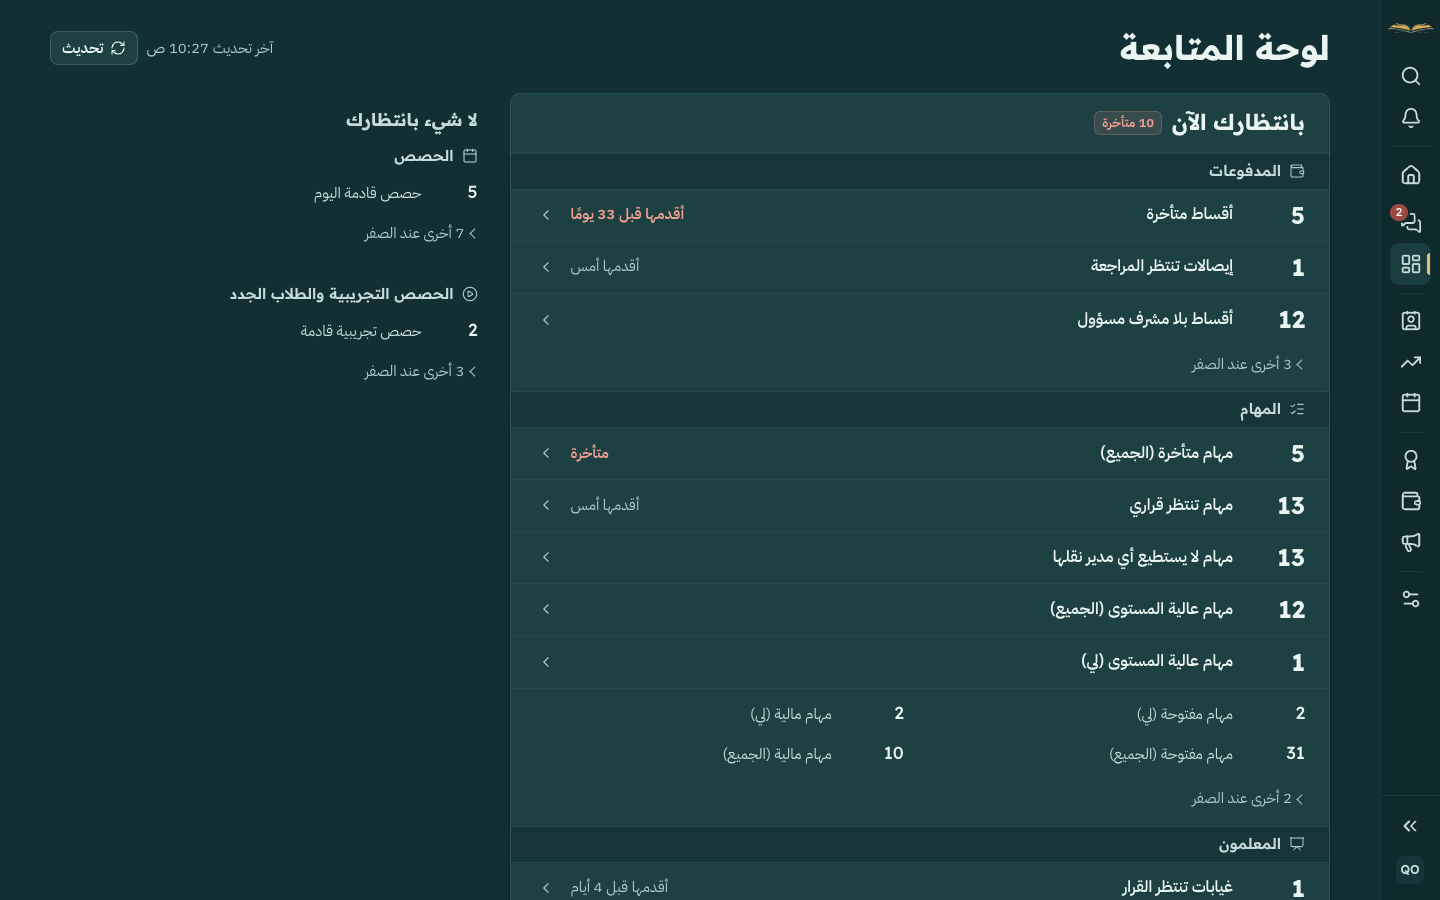 لوحة المتابعة
آخر تحديث 10:27 ص
تحديث
بانتظارك الآن
10 متأخرة
المدفوعات
5 أقساط متأخرة أقدمها قبل 33 يومًا
1 إيصالات تنتظر المراجعة أقدمها أمس
12 أقساط بلا مشرف مسؤول
3 أخرى عند الصفر
المهام
5 مهام متأخرة (الجميع) متأخرة
13 مهام تنتظر قراري أقدمها أمس
13 مهام لا يستطيع أي مدير نقلها
12 مهام عالية المستوى (الجميع)
1 مهام عالية المستوى (لي)
2 مهام مفتوحة (لي) 2 مهام مالية (لي)
31 مهام مفتوحة (الجميع) 10 مهام مالية (الجميع)
2 أخرى عند الصفر
المعلمون
1 غيابات تنتظر القرار أقدمها قبل 4 أيام
لا شيء بانتظارك
الحصص
5 حصص قادمة اليوم
7 أخرى عند الصفر
الحصص التجريبية والطلاب الجدد
2 حصص تجريبية قادمة
3 أخرى عند الصفر
2
QO